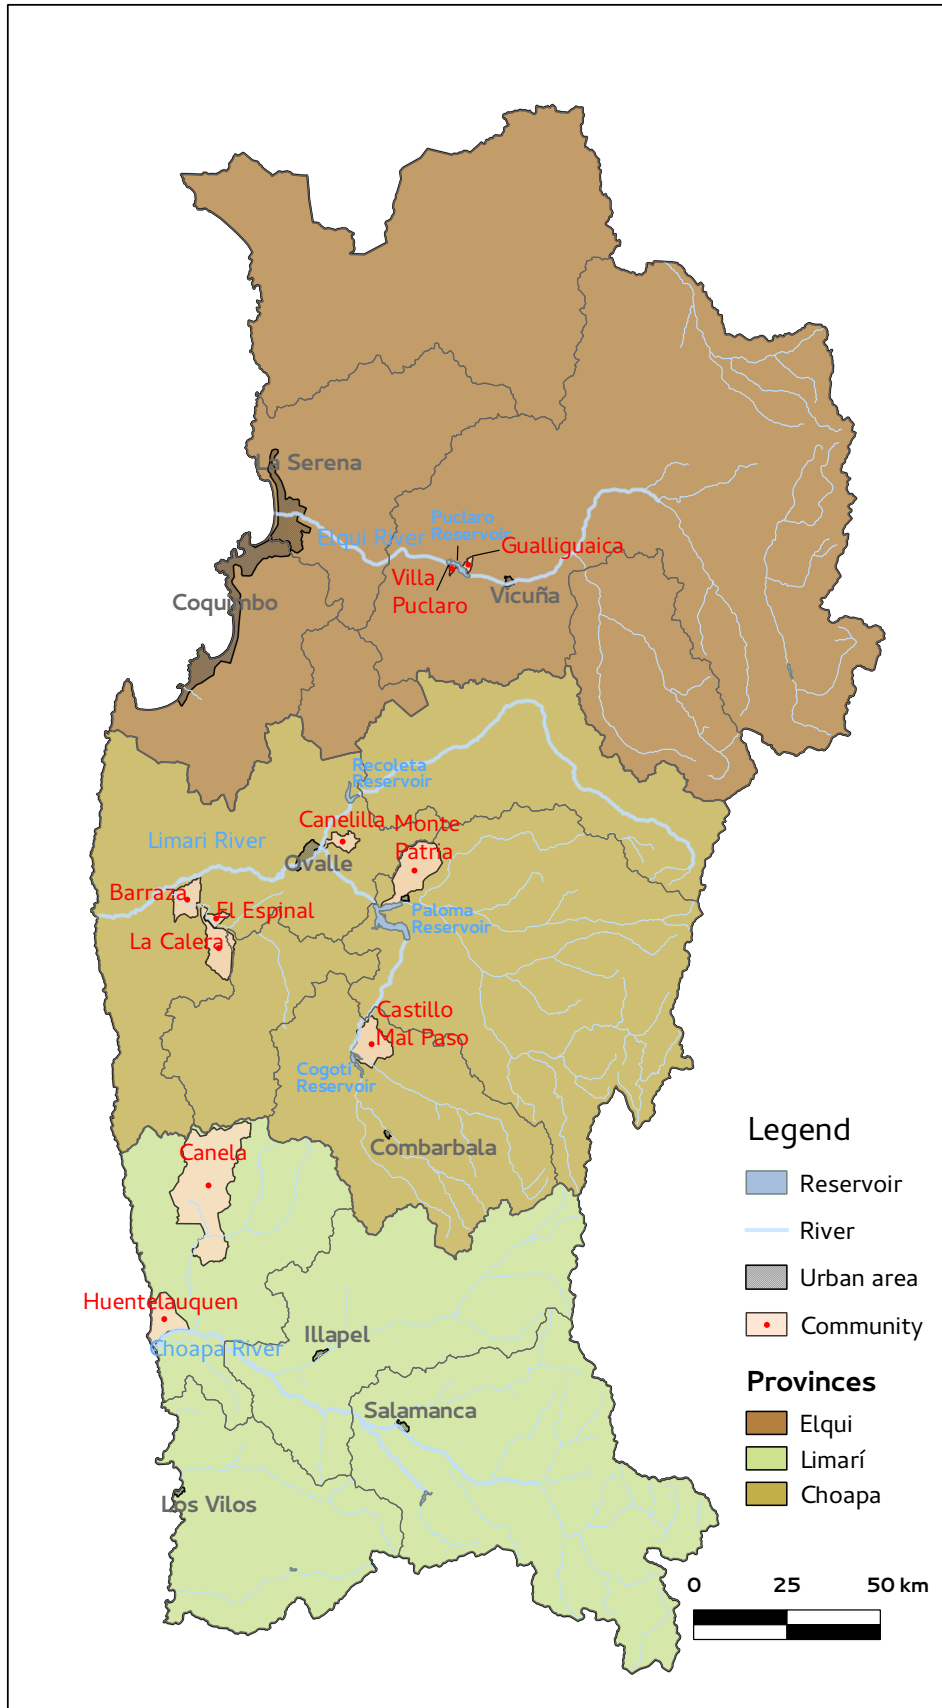 La Serena
Puclaro
Reservoir
Elqui River
Gualliguaica
Villa
Puclaro
Vicuña
Coquimbo
Recoleta
Reservoir
Canelilla
Monte
Patria
Limari River
Ovalle
Barraza
El Espinal
Paloma
Reservoir
La Calera
Castillo
Mal Paso
Cogoti
Reservoir
Combarbala
Canela
Huentelauquen
Choapa River
Illapel
Salamanca
Los Vilos
Legend
Reservoir
River
Urban area
Community
Provinces
Elqui
Limarí
Choapa
0 25 50 km